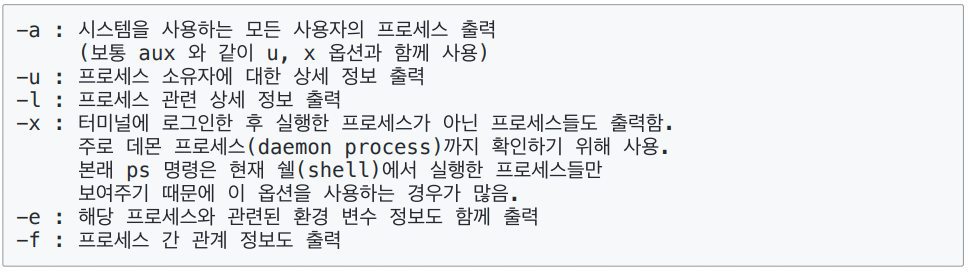 -a : 시스템을 사용하는 모든 사용자의 프로세스 출력
(보통 aux 와 같이 u, x 옵션과 함께 사용)
-u : 프로세스 소유자에 대한 상세 정보 출력
-l : 프로세스 관련 상세 정보 출력
-x : 터미널에 로그인한 후 실행한 프로세스가 아닌 프로세스들도 출력함.
주로 데몬 프로세스(daemon process)까지 확인하기 위해 사용.
본래 ps 명령은 현재 쉘(shell)에서 실행한 프로세스들만
보여주기 때문에 이 옵션을 사용하는 경우가 많음.
-e : 해당 프로세스와 관련된 환경 변수 정보도 함께 출력
-f : 프로세스 간 관계 정보도 출력